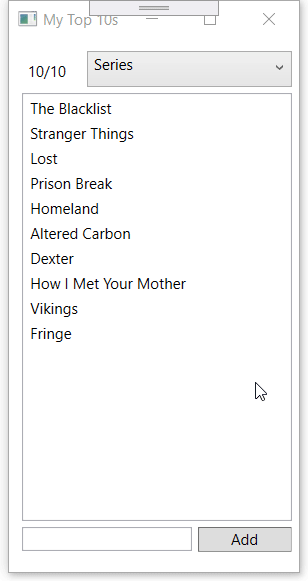 My Top 10s
10/10
Series
The Blacklist
Stranger Things
Lost
Prison Break
Homeland
Altered Carbon
Dexter
How I Met Your Mother
Vikings
Fringe
Add